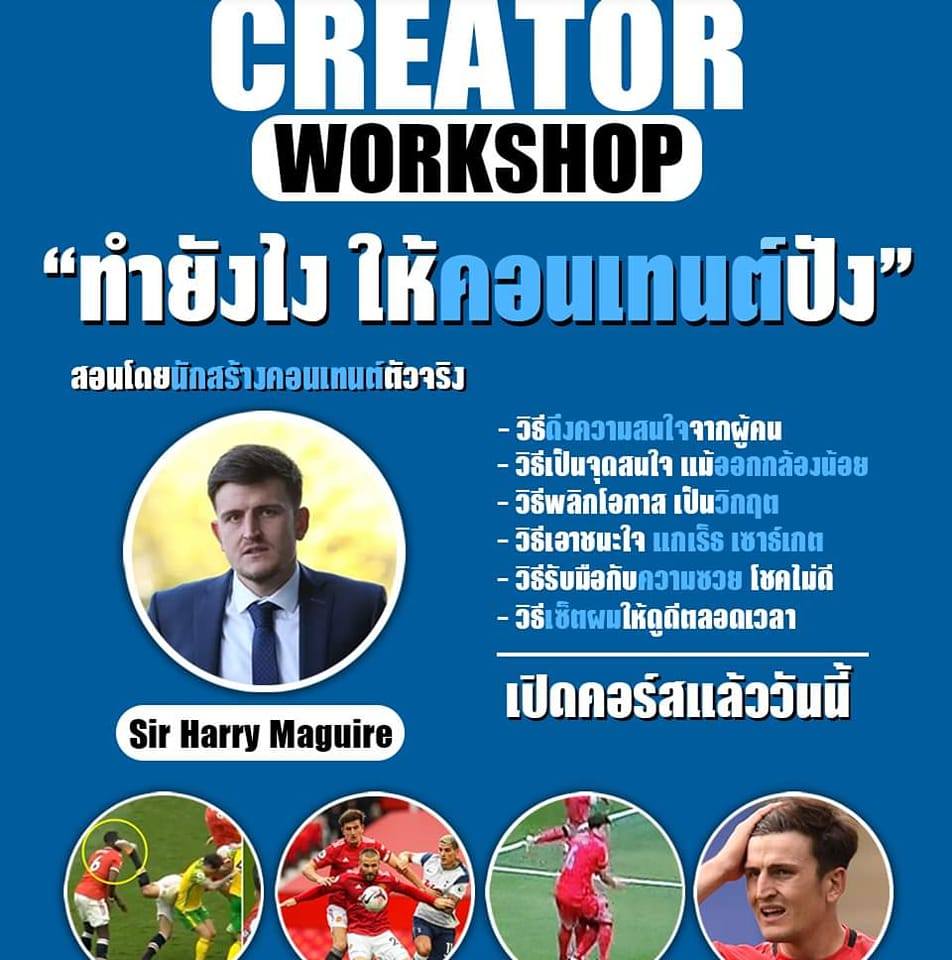 CREATOR
WORKSHOP
“ทำยังไง ให้คอนเทนต์ปัง”
สอนโดยนักสร้างคอนเทนต์ตัวจริง
- วิธีดึงความสนใจจากผู้คน
- วิธีเป็นจุดสนใจ แม้ออกกล้องน้อย
- วิธีพลิกโอกาส เป็นวิกฤต
- วิธีเอาชนะใจ แกเร็ธ เซาธ์เกต
- วิธีรับมือกับความซวย โชคไม่ดี
- วิธีเซ็ตผมให้ดูดีตลอดเวลา
เปิดคอร์สแล้ววันนี้
Sir Harry Maguire
6